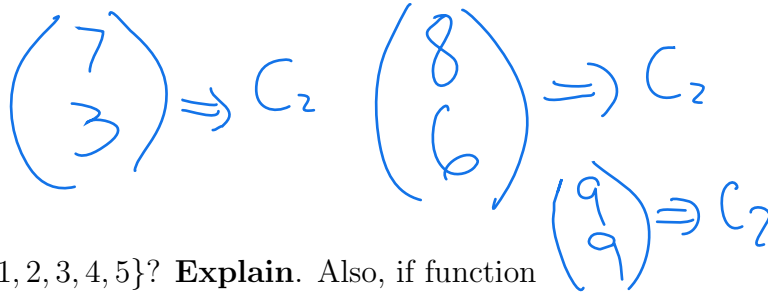 (7 3) ⇒ C₂ (8 6) ⇒ C₂
(9 9) ⇒ C₂
1, 2, 3, 4, 5}? Explain. Also, if function